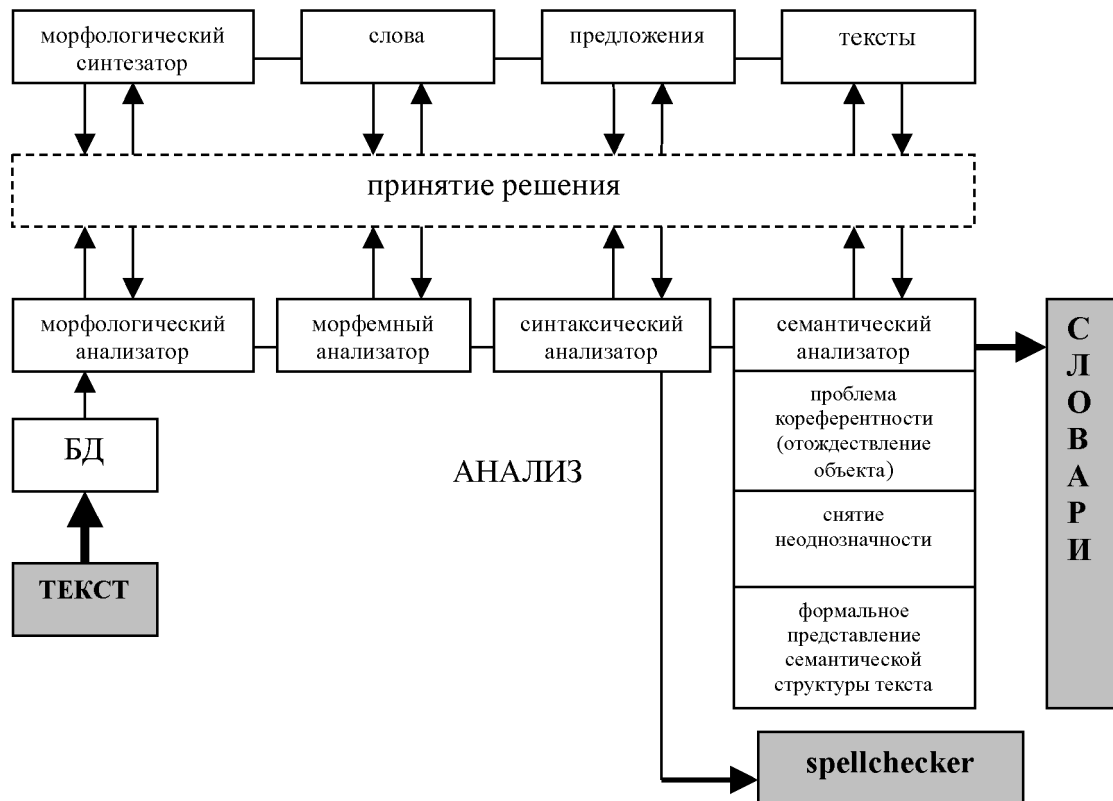 морфологический
синтезатор
слова
предложения
тексты
принятие решения
морфологический
анализатор
морфемный
анализатор
синтаксический
анализатор
семантический
анализатор
проблема
кореферентности
(отождествление
объекта)
снятие
неоднозначности
формальное
представление
семантической
структуры текста
БД
ТЕКСТ
АНАЛИЗ
С
Л
О
В
А
Р
И
spellchecker